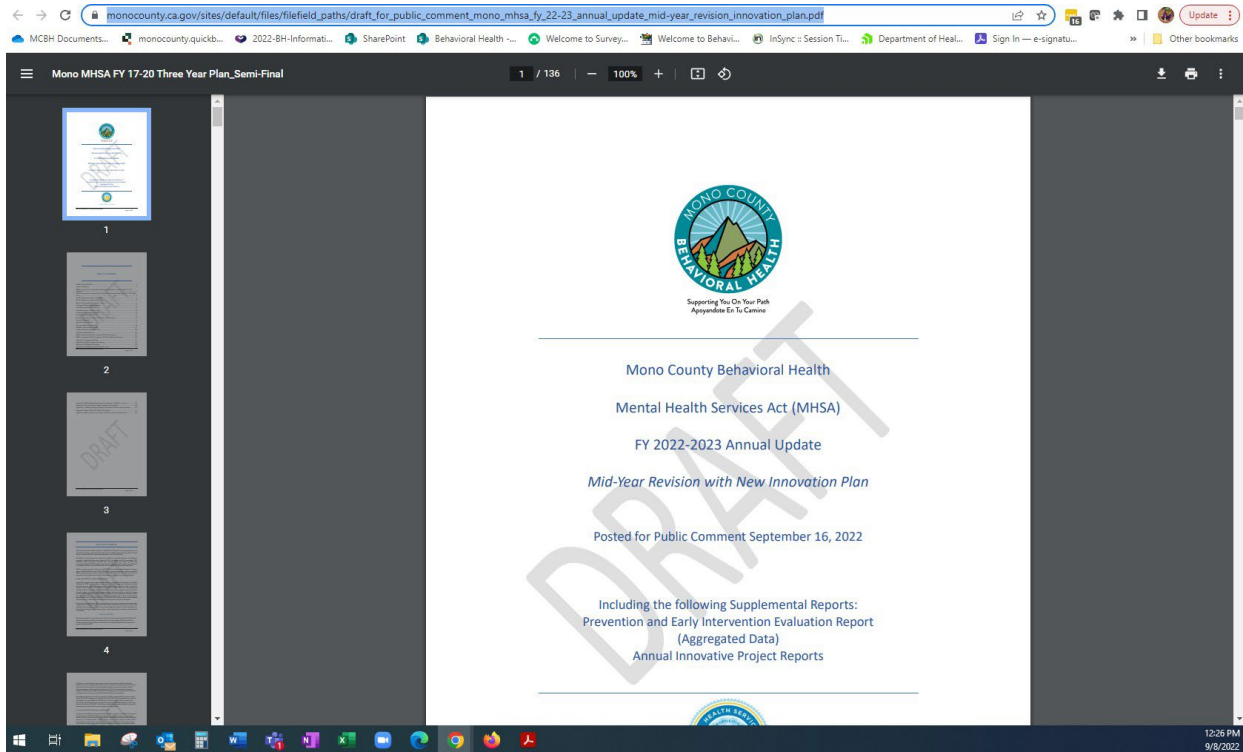 monocounty.ca.gov/sites/default/files/filefield_paths/draft_for_public_comment_mono_mhsa_fy_22-23_annual_update_mid-year_revision_innovation_plan.pdf
16
Update
MCBH Documents...
monocounty.quickb...
2022-BH-Informati...
SharePoint
Behavioral Health -...
Welcome to Survey...
Welcome to Behavi...
InSync :: Session Ti...
Department of Heal...
Sign In — e-signatu...
»
Other bookmarks
Mono MHSA FY 17-20 Three Year Plan_Semi-Final
1 / 136
100%
DRAFT
1
2
DRAFT
3
4
MONO COUNTY
BEHAVIORAL HEALTH
Supporting You On Your Path
Apoyandote En Tu Camino
DRAFT
Mono County Behavioral Health
Mental Health Services Act (MHSA)
FY 2022-2023 Annual Update
Mid-Year Revision with New Innovation Plan
Posted for Public Comment September 16, 2022
Including the following Supplemental Reports:
Prevention and Early Intervention Evaluation Report
(Aggregated Data)
Annual Innovative Project Reports
HEALTH
12:26 PM
9/8/2022